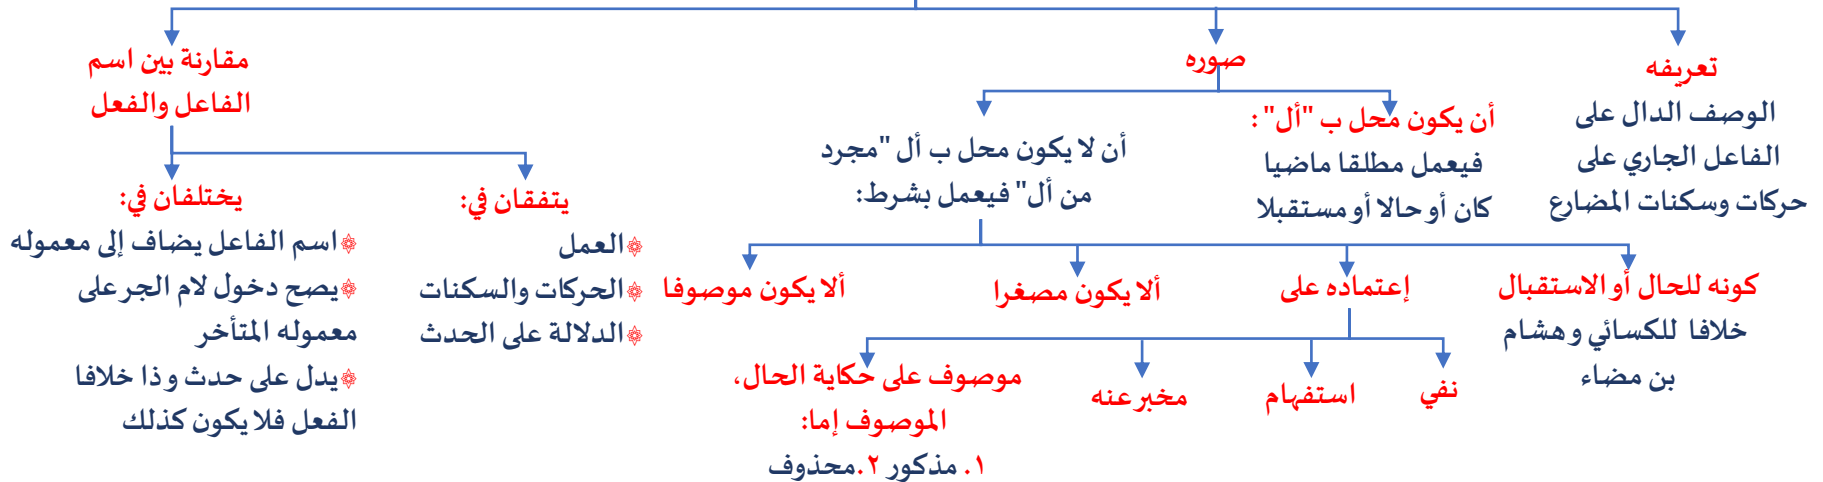 تعريفه
الوصف الدال على
الفاعل الجاري على
حركات وسكنات المضارع
صوره
أن يكون محل ب "أل":
فيعمل مطلقا ماضيا
كان أو حالا أو مستقبلا
أن لا يكون محل ب أل "مجرد
من أل" فيعمل بشرط:
كونه للحال أو الاستقبال
خلافا للكسائي وهشام
بن مضاء
إعتماده على
نفي
استفهام
مخبر عنه
موصوف على حكاية الحال،
الموصوف إما:
١. مذكور ٢.محذوف
ألا يكون مصغرا
ألا يكون موصوفا
مقارنة بين اسم
الفاعل والفعل
يتفقان في:
العمل
الحركات والسكنات
الدلالة على الحدث
يختلفان في:
اسم الفاعل يضاف إلى معموله
يصح دخول لام الجر على
معموله المتأخر
يدل على حدث وذا خلافا
الفعل فلا يكون كذلك